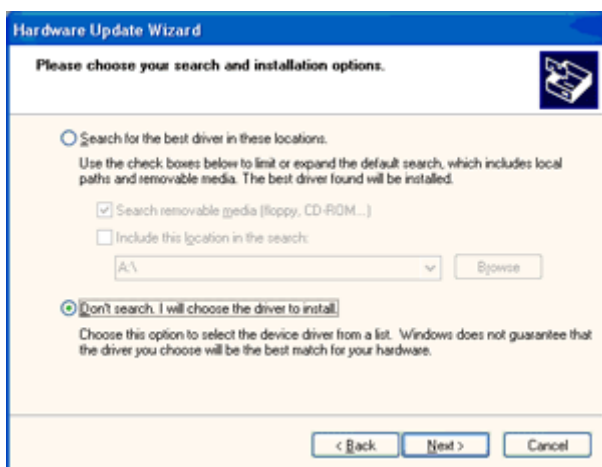 Hardware Update Wizard
Please choose your search and installation options.
Search for the best driver in these locations.
Use the check boxes below to limit or expand the default search, which includes local
paths and removable media. The best driver found will be installed.
Search removable media (floppy, CD-ROM...)
Include this location in the search:
A:\
Browse
Don't search. I will choose the driver to install.
Choose this option to select the device driver from a list. Windows does not guarantee that
the driver you choose will be the best match for your hardware.
< Back Next > Cancel